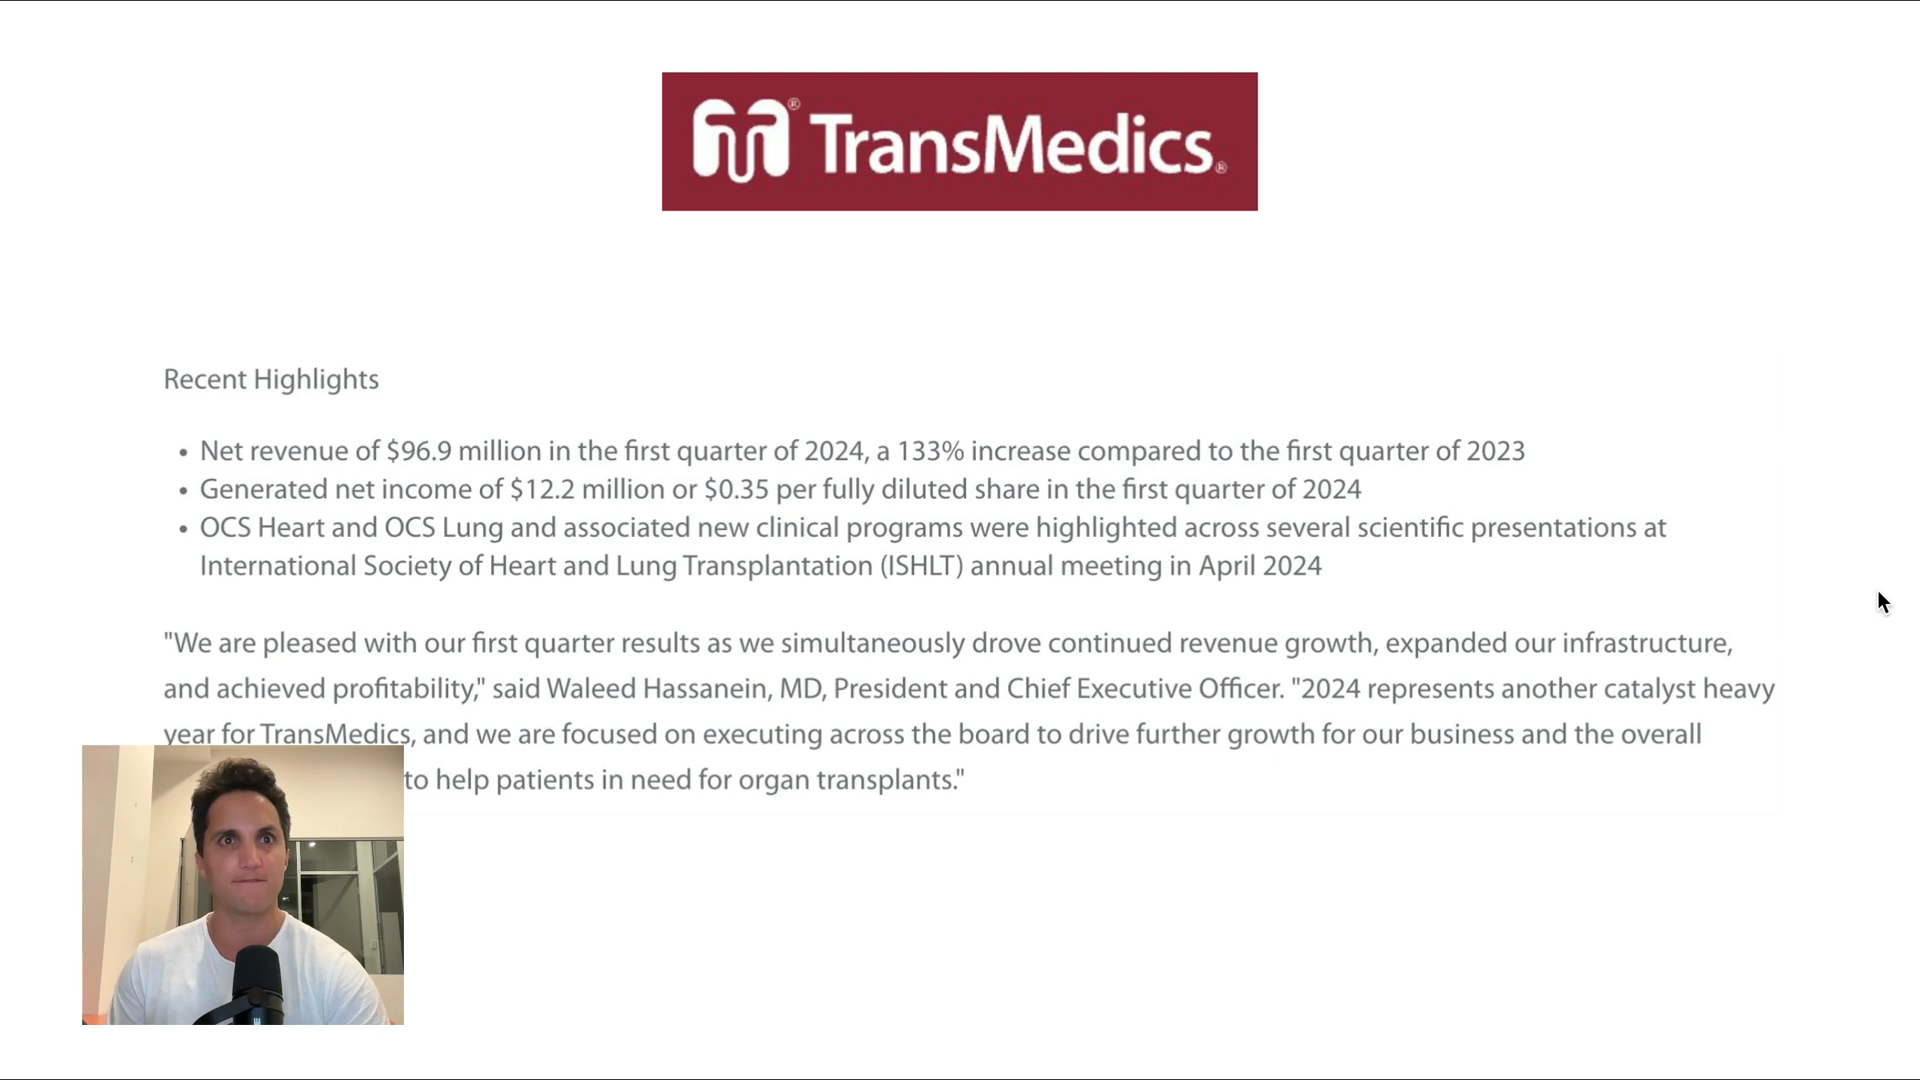 TransMedics
Recent Highlights
• Net revenue of $96.9 million in the first quarter of 2024, a 133% increase compared to the first quarter of 2023
• Generated net income of $12.2 million or $0.35 per fully diluted share in the first quarter of 2024
• OCS Heart and OCS Lung and associated new clinical programs were highlighted across several scientific presentations at
International Society of Heart and Lung Transplantation (ISHLT) annual meeting in April 2024
"We are pleased with our first quarter results as we simultaneously drove continued revenue growth, expanded our infrastructure,
and achieved profitability," said Waleed Hassanein, MD, President and Chief Executive Officer. "2024 represents another catalyst heavy
year for TransMedics, and we are focused on executing across the board to drive further growth for our business and the overall
to help patients in need for organ transplants."